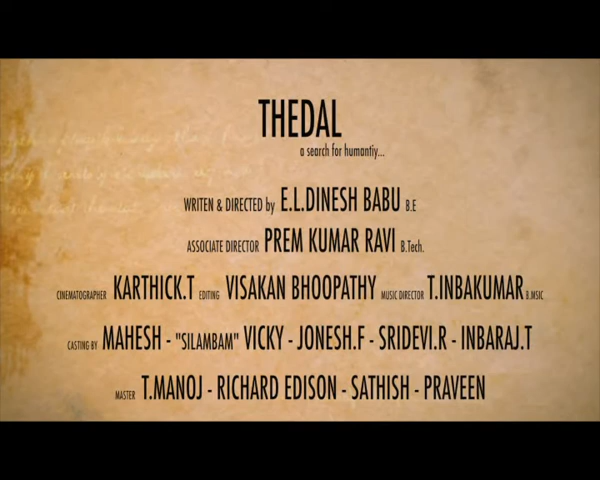 THEDAL
a search for humantiy...
WRITEN & DIRECTED by E.L.DINESH BABU B.E
ASSOCIATE DIRECTOR PREM KUMAR RAVI B.Tech.
CINEMATOGRAPHER KARTHICK.T EDITING VISAKAN BHOOPATHY MUSIC DIRECTOR T.INBAKUMAR B.MSIC
CASTING BY MAHESH - "SILAMBAM" VICKY - JONESH.F - SRIDEVI.R - INBARAJ.T
MASTER T.MANOJ - RICHARD EDISON - SATHISH - PRAVEEN